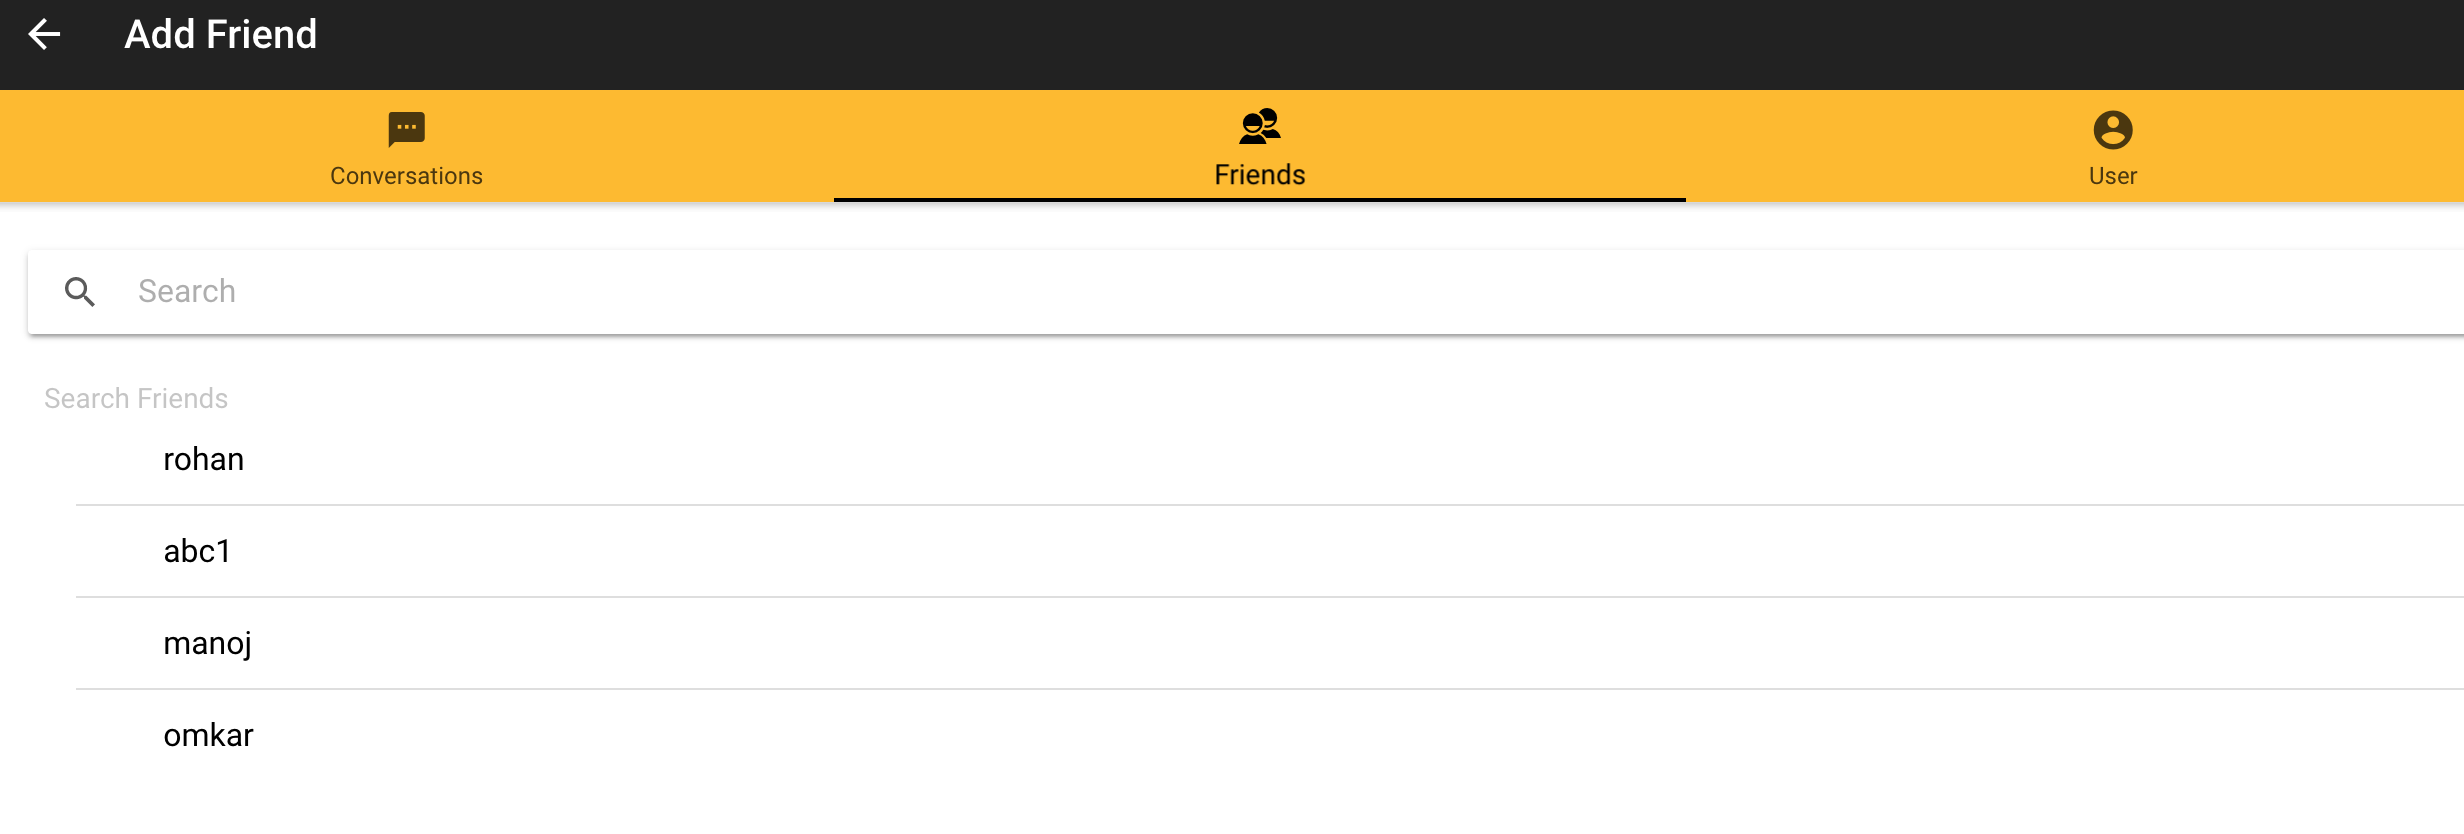 Add Friend
Conversations
Friends
User
Search
Search Friends
rohan
abc1
manoj
omkar